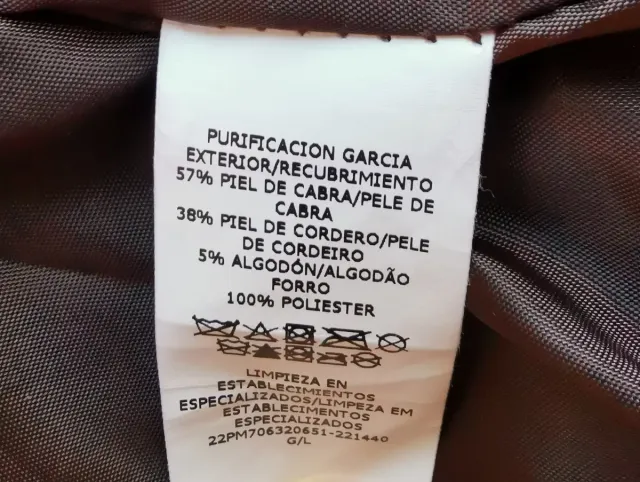 PURIFICACION GARCIA
EXTERIOR/RECUBRIMIENTO
57% PIEL DE CABRA/PELE DE
CABRA
38% PIEL DE CORDERO/PELE
DE CORDEIRO
5% ALGODÓN/ALGODÃO
FORRO
100% POLIESTER
LIMPIEZA EN
ESTABLECIMIENTOS
ESPECIALIZADOS/LIMPEZA EM
ESTABLECIMENTOS
ESPECIALIZADOS
22PM706320651-221440
G/L